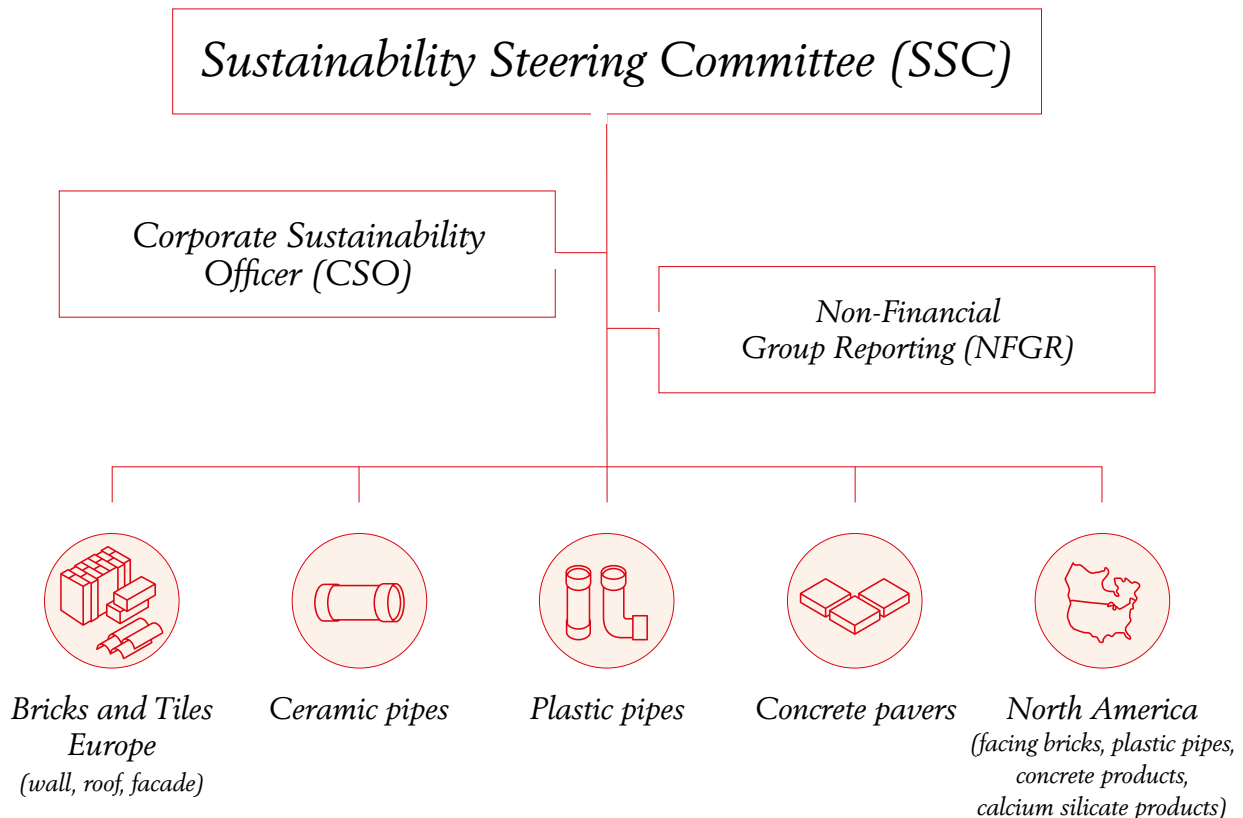 Sustainability Steering Committee (SSC)
Corporate Sustainability
Officer (CSO)
Non-Financial
Group Reporting (NFGR)
Bricks and Tiles
Europe
(wall, roof, facade)
Ceramic pipes
Plastic pipes
Concrete pavers
North America
(facing bricks, plastic pipes,
concrete products,
calcium silicate products)